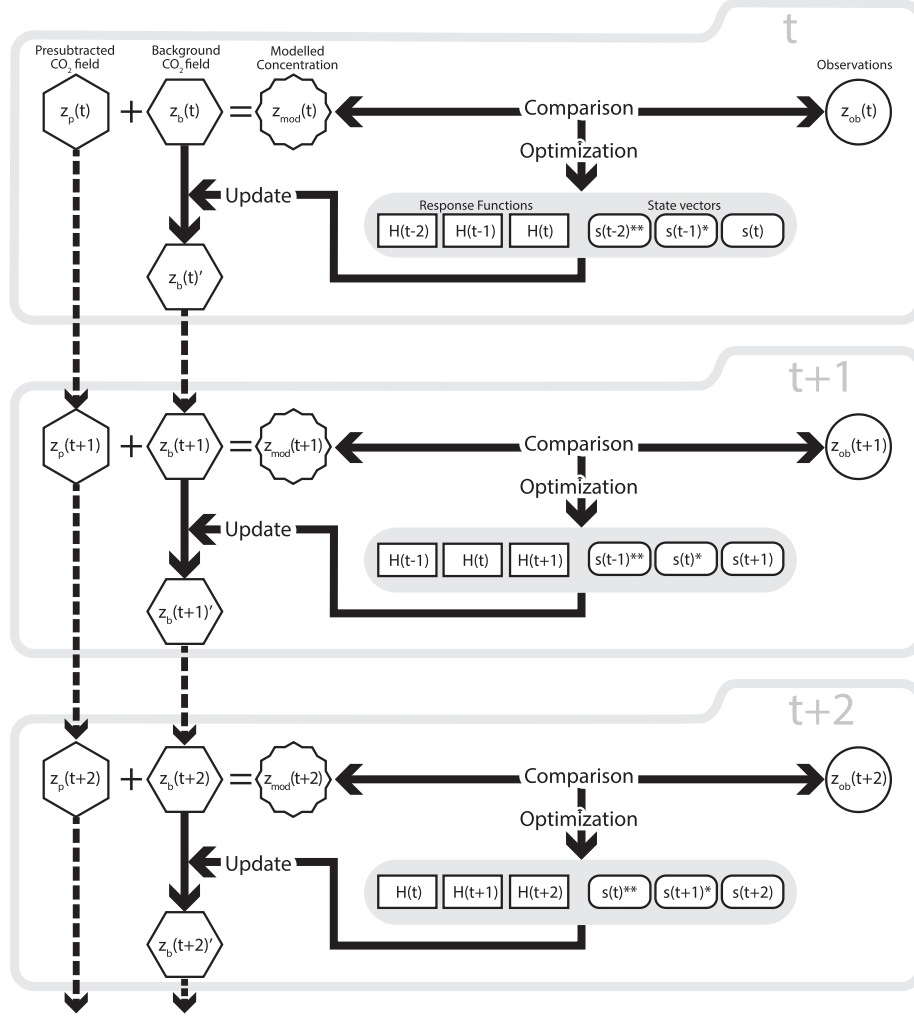 t
Presubtracted
CO2 field
Background
CO2 field
Modelled
Concentration
Observations
zp(t) + zb(t) = zmod(t)
Comparison
zob(t)
Optimization
Update
Response Functions
State vectors
H(t-2) H(t-1) H(t) s(t-2)** s(t-1)* s(t)
zb(t)′
t+1
zp(t+1) + zb(t+1) = zmod(t+1)
Comparison
zob(t+1)
Optimization
Update
H(t-1) H(t) H(t+1) s(t-1)** s(t)* s(t+1)
zb(t+1)′
t+2
zp(t+2) + zb(t+2) = zmod(t+2)
Comparison
zob(t+2)
Optimization
Update
H(t) H(t+1) H(t+2) s(t)** s(t+1)* s(t+2)
zb(t+2)′